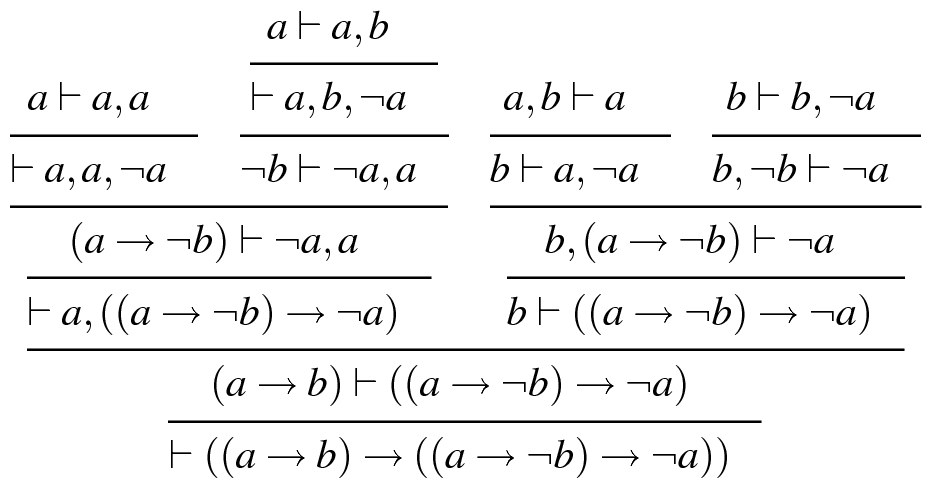 a ⊢ a, b
a ⊢ a, a ⊢ a, b, ¬a a, b ⊢ a b ⊢ b, ¬a
⊢ a, a, ¬a ¬b ⊢ ¬a, a b ⊢ a, ¬a b, ¬b ⊢ ¬a
(a → ¬b) ⊢ ¬a, a b, (a → ¬b) ⊢ ¬a
⊢ a, ((a → ¬b) → ¬a) b ⊢ ((a → ¬b) → ¬a)
(a → b) ⊢ ((a → ¬b) → ¬a)
⊢ ((a → b) → ((a → ¬b) → ¬a))